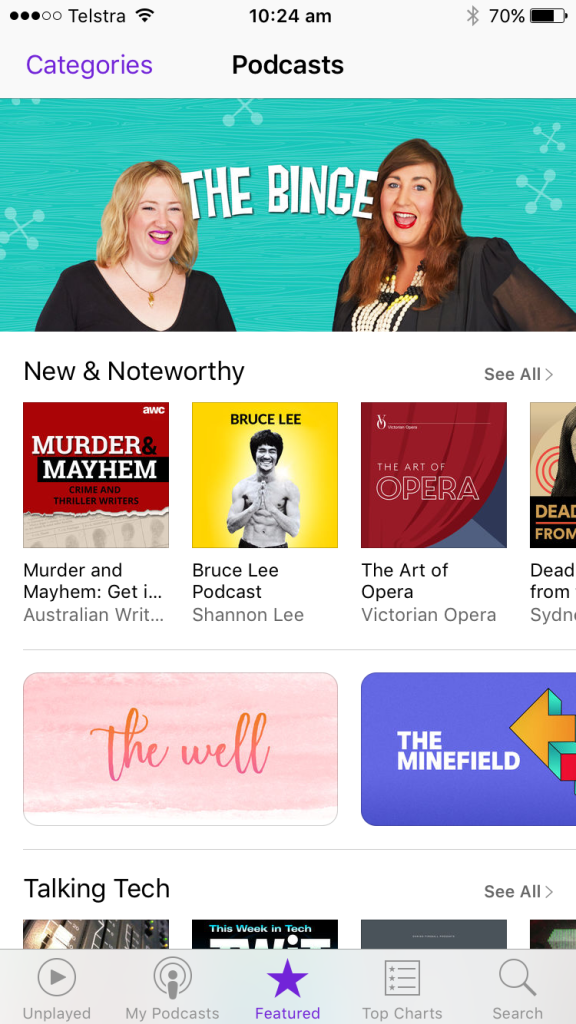 Telstra 10:24 am 70%
Categories Podcasts
THE BINGE
New & Noteworthy See All
awc
MURDER&
MAYHEM
CRIME AND
THRILLER WRITERS
BRUCE LEE
Victorian Opera
THE ART OF
OPERA
DEAD
FROM
Murder and
Mayhem: Get i...
Australian Writ...
Bruce Lee
Podcast
Shannon Lee
The Art of
Opera
Victorian Opera
Dead
from
Sydn
the well
THE
MINEFIELD
Talking Tech See All
This Week in Tech
TWiT
Unplayed My Podcasts Featured Top Charts Search